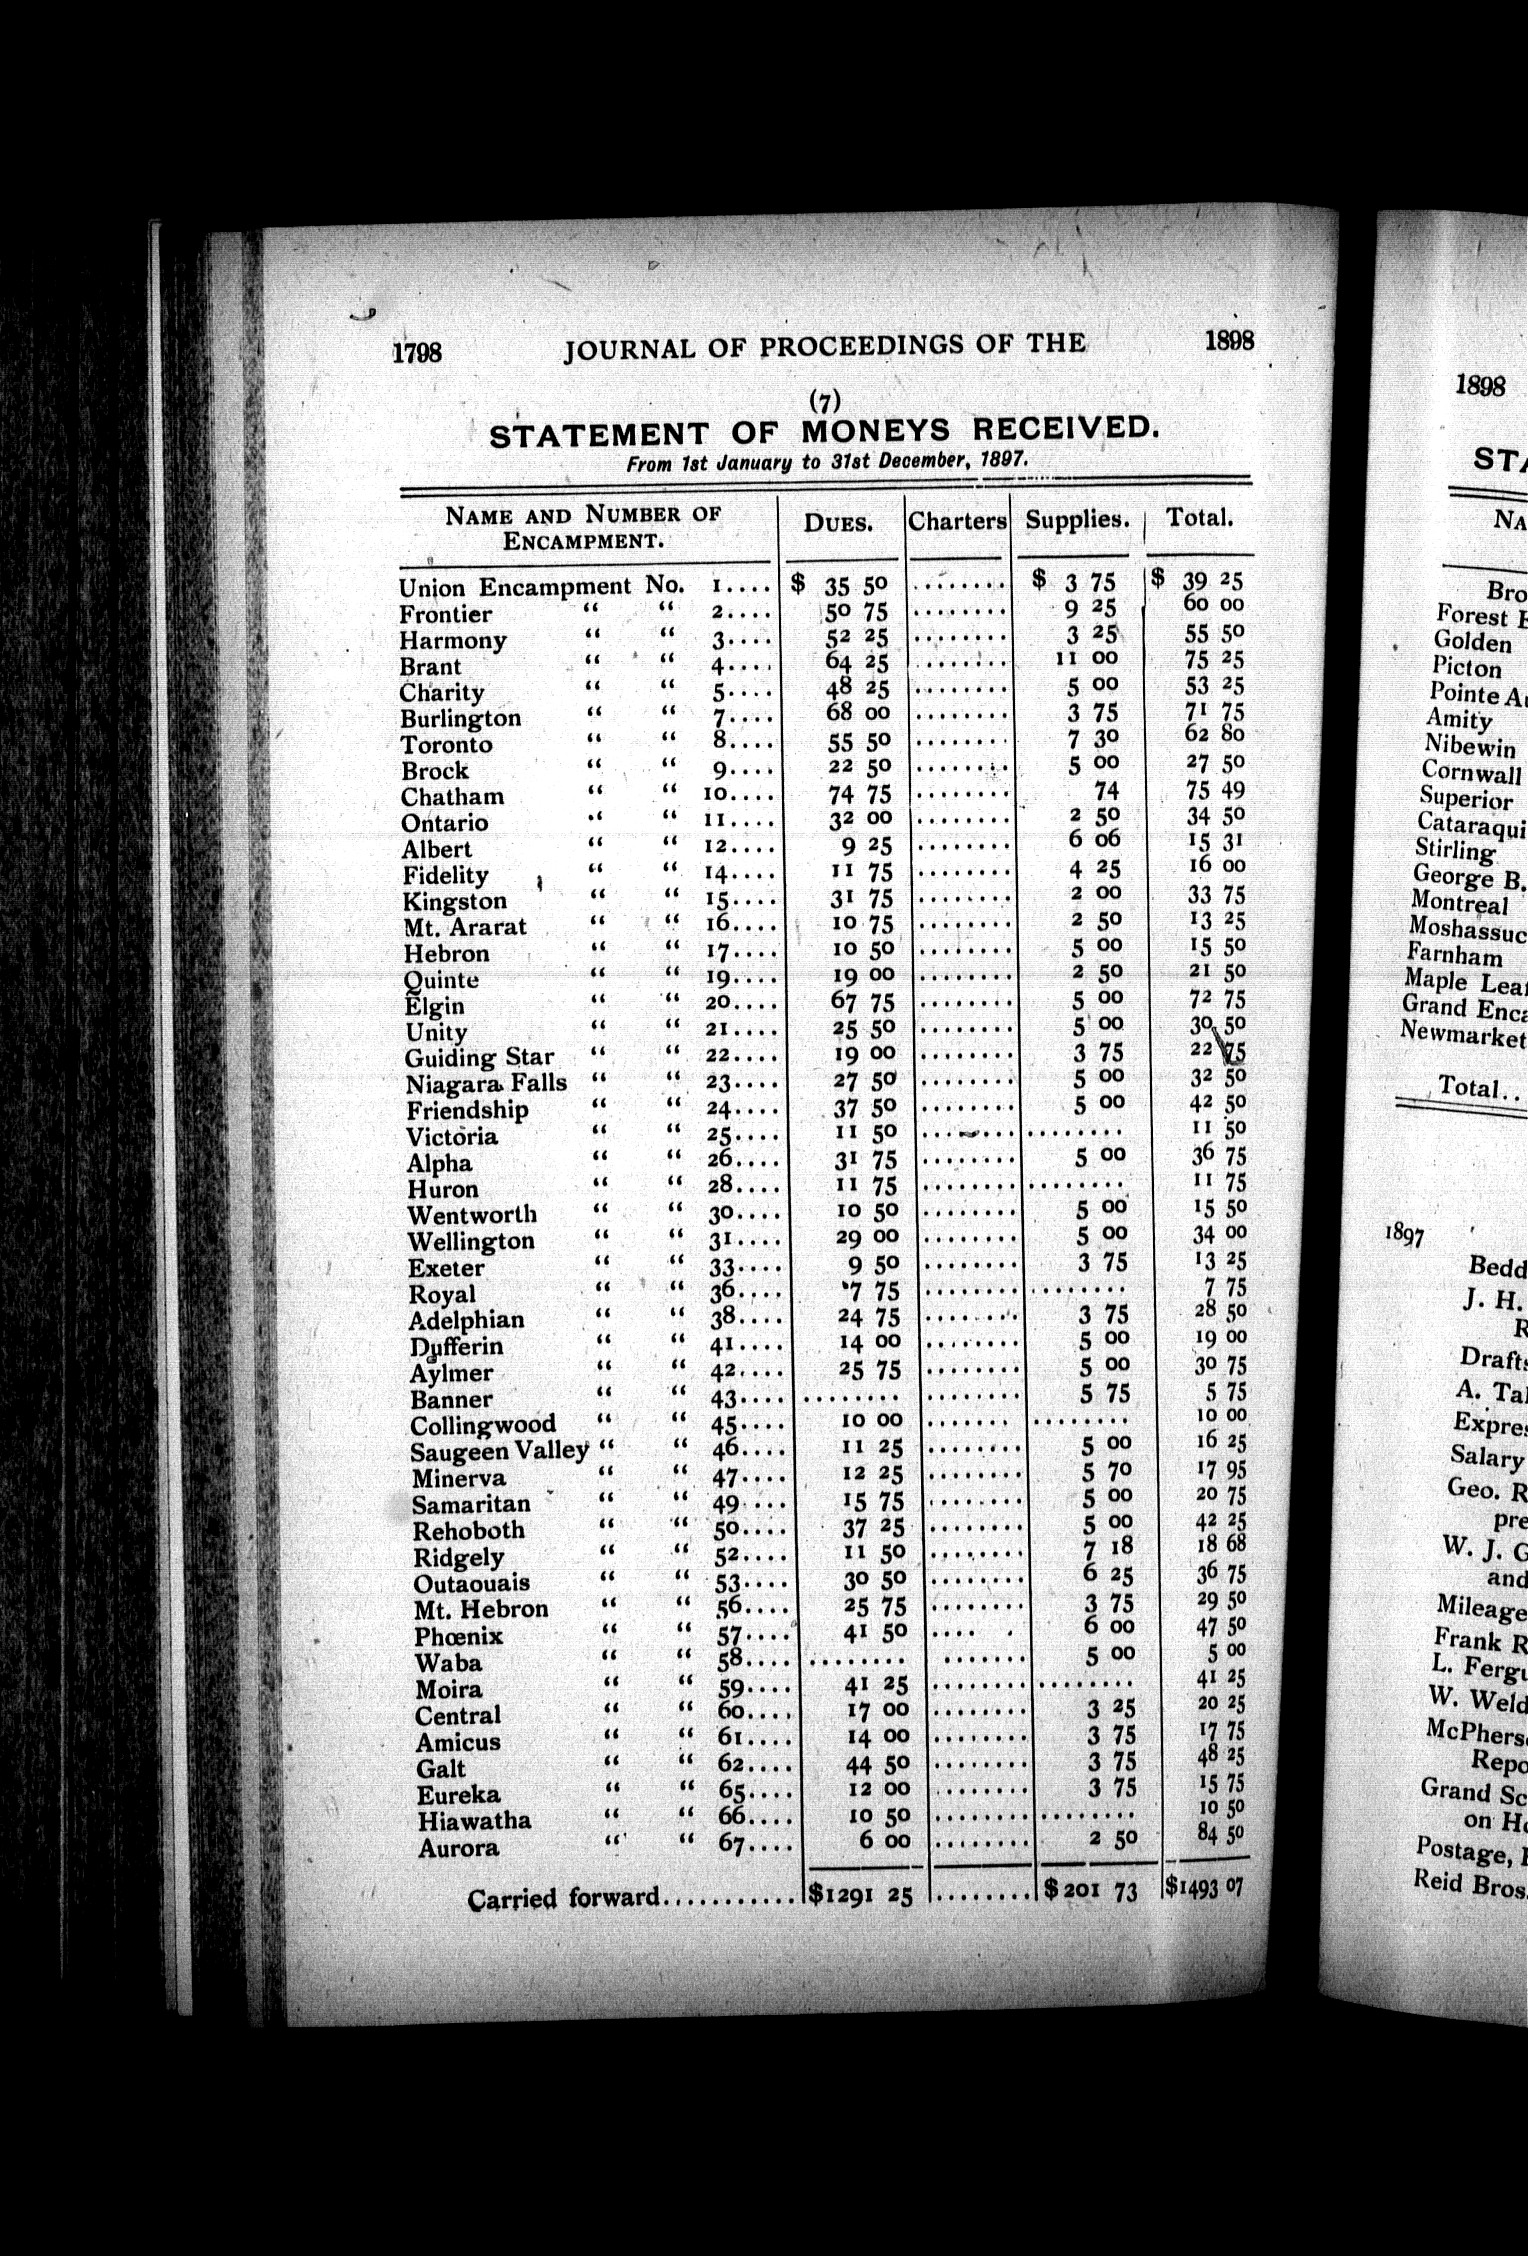 1798 JOURNAL OF PROCEEDINGS OF THE 1898
(7)
STATEMENT OF MONEYS RECEIVED.
From 1st January to 31st December, 1897.
NAME AND NUMBER OF ENCAMPMENT. DUES. Charters Supplies. Total.
Union Encampment No. 1.... $ 35 50 ........ $ 3 75 $ 39 25
Frontier “ “ 2.... 50 75 ........ 9 25 60 00
Harmony “ “ 3.... 52 25 ........ 3 25 55 50
Brant “ “ 4.... 64 25 ........ 11 00 75 25
Charity “ “ 5.... 48 25 ........ 5 00 53 25
Burlington “ “ 7.... 68 00 ........ 3 75 71 75
Toronto “ “ 8.... 55 50 ........ 7 30 62 80
Brock “ “ 9.... 22 50 ........ 5 00 27 50
Chatham “ “ 10.... 74 75 ........ 74 75 49
Ontario “ “ 11.... 32 00 ........ 2 50 34 50
Albert “ “ 12.... 9 25 ........ 6 06 15 31
Fidelity “ “ 14.... 11 75 ........ 4 25 16 00
Kingston “ “ 15.... 31 75 ........ 2 00 33 75
Mt. Ararat “ “ 16.... 10 75 ........ 2 50 13 25
Hebron “ “ 17.... 10 50 ........ 5 00 15 50
Quinte “ “ 19.... 19 00 ........ 2 50 21 50
Elgin “ “ 20.... 67 75 ........ 5 00 72 75
Unity “ “ 21.... 25 50 ........ 5 00 30 50
Guiding Star “ “ 22.... 19 00 ........ 3 75 22 75
Niagara Falls “ “ 23.... 27 50 ........ 5 00 32 50
Friendship “ “ 24.... 37 50 ........ 5 00 42 50
Victoria “ “ 25.... 11 50 ........ ........ 11 50
Alpha “ “ 26.... 31 75 ........ 5 00 36 75
Huron “ “ 28.... 11 75 ........ ........ 11 75
Wentworth “ “ 30.... 10 50 ........ 5 00 15 50
Wellington “ “ 31.... 29 00 ........ 5 00 34 00
Exeter “ “ 33.... 9 50 ........ 3 75 13 25
Royal “ “ 36.... 7 75 ........ ........ 7 75
Adelphian “ “ 38.... 24 75 ........ 3 75 28 50
Dufferin “ “ 41.... 14 00 ........ 5 00 19 00
Aylmer “ “ 42.... 25 75 ........ 5 00 30 75
Banner “ “ 43.... ........ ........ 5 75 5 75
Collingwood “ “ 45.... 10 00 ........ ........ 10 00
Saugeen Valley “ “ 46.... 11 25 ........ 5 00 16 25
Minerva “ “ 47.... 12 25 ........ 5 70 17 95
Samaritan “ “ 49.... 15 75 ........ 5 00 20 75
Rehoboth “ “ 50.... 37 25 ........ 5 00 42 25
Ridgely “ “ 52.... 11 50 ........ 7 18 18 68
Outaouais “ “ 53.... 30 50 ........ 6 25 36 75
Mt. Hebron “ “ 56.... 25 75 ........ 3 75 29 50
Phœnix “ “ 57.... 41 50 ........ 6 00 47 50
Waba “ “ 58.... ........ ........ 5 00 5 00
Moira “ “ 59.... 41 25 ........ ........ 41 25
Central “ “ 60.... 17 00 ........ 3 25 20 25
Amicus “ “ 61.... 14 00 ........ 3 75 17 75
Galt “ “ 62.... 44 50 ........ 3 75 48 25
Eureka “ “ 65.... 12 00 ........ 3 75 15 75
Hiawatha “ “ 66.... 10 50 ........ ........ 10 50
Aurora “ “ 67.... 6 00 ........ 2 50 84 50
Carried forward........... $1291 25 ........ $201 73 $1493 07
1898
Forest
Golden
Picton
Pointe
Amity
Nibewin
Cornwall
Superior
Cataraqui
Stirling
George B.
Montreal
Farnham
Maple
Grand
Newmarket
Total..
1897
J. H.
A.
Salary
Geo. R
W. J. G
and
Mileage
Frank R
L.
W.
Grand
on
Postage,
Reid Bros.